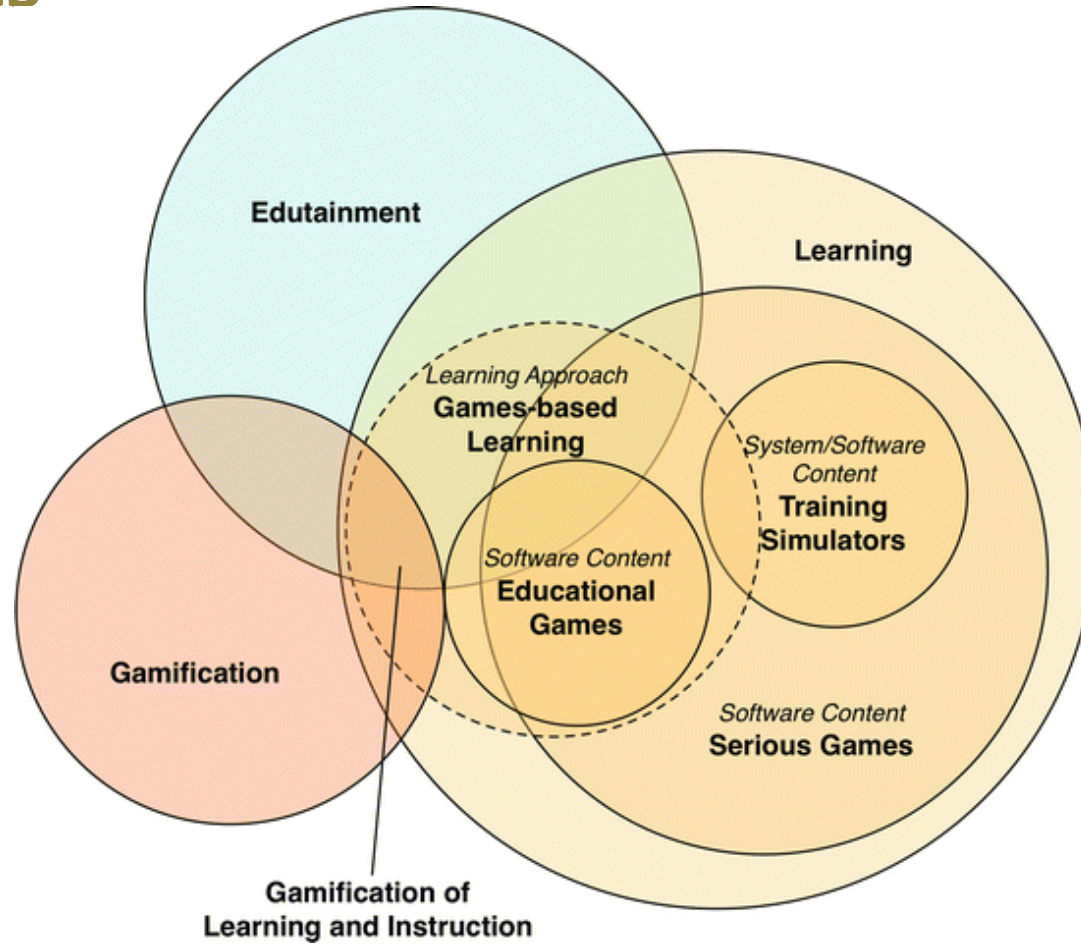 Edutainment
Learning
Learning Approach
Games-based
Learning
System/Software
Content
Training
Simulators
Software Content
Educational
Games
Gamification
Software Content
Serious Games
Gamification of
Learning and Instruction